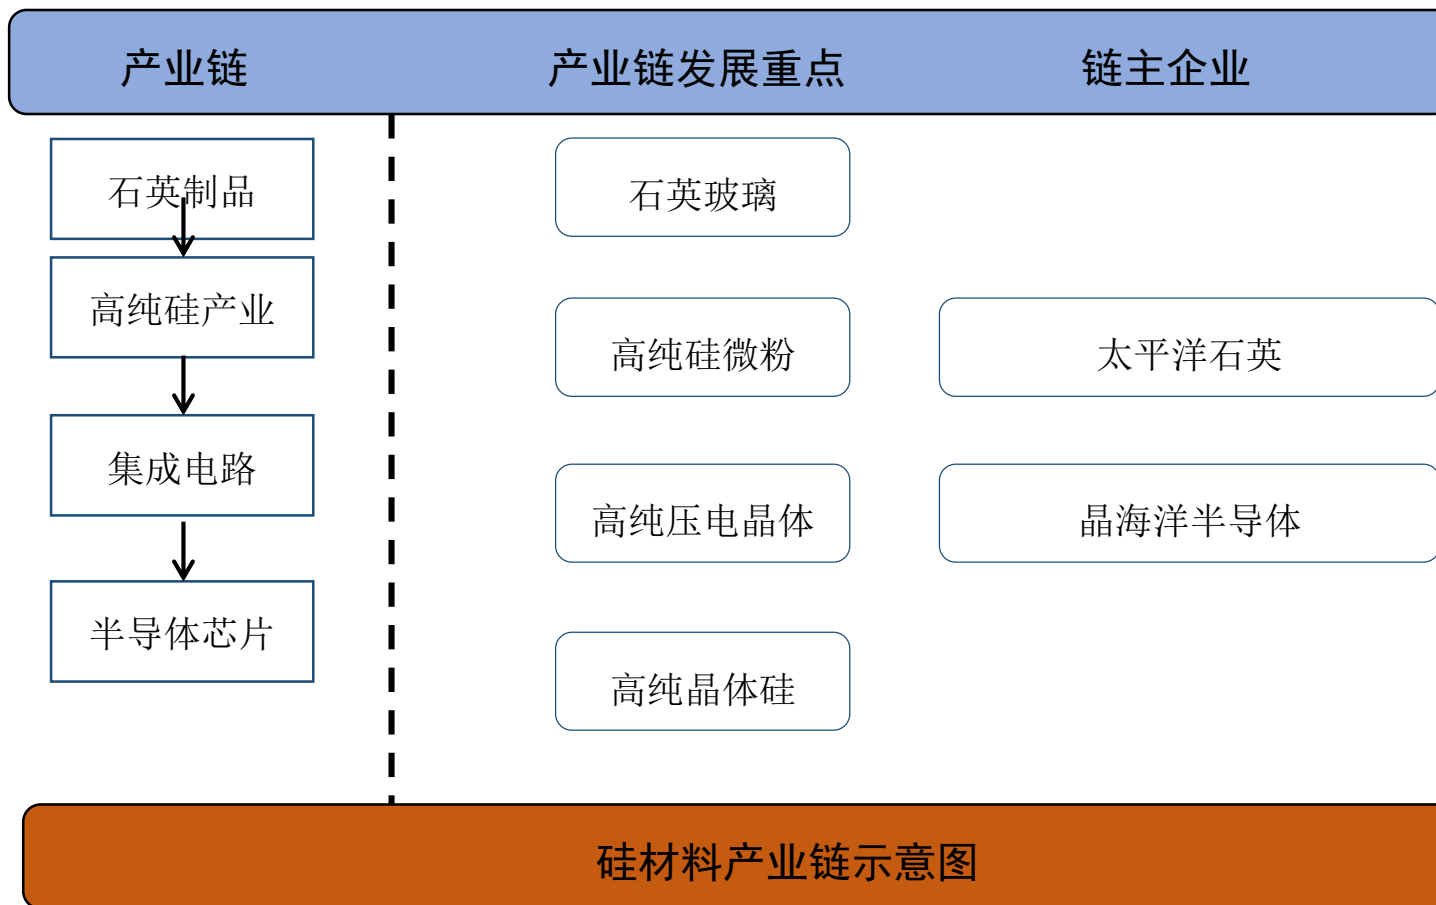 产业链
产业链发展重点
链主企业
石英制品
石英玻璃
高纯硅产业
高纯硅微粉
太平洋石英
集成电路
高纯压电晶体
晶海洋半导体
半导体芯片
高纯晶体硅
硅材料产业链示意图